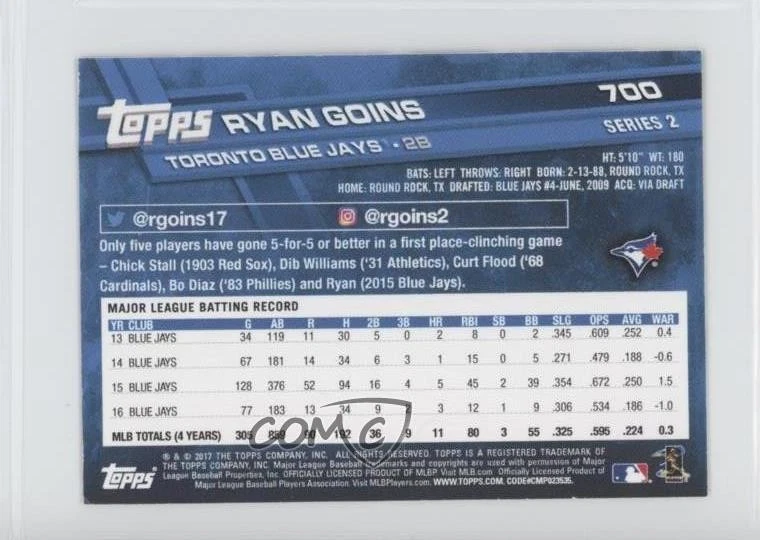 TOPPS RYAN GOINS 700
TORONTO BLUE JAYS • 2B SERIES 2
HT: 5'10" WT: 180
BATS: LEFT THROWS: RIGHT BORN: 2-13-88, ROUND ROCK, TX
HOME: ROUND ROCK, TX DRAFTED: BLUE JAYS #4-JUNE, 2009 ACQ: VIA DRAFT
@rgoins17 @rgoins2
Only five players have gone 5-for-5 or better in a first place-clinching game
– Chick Stall (1903 Red Sox), Dib Williams ('31 Athletics), Curt Flood ('68
Cardinals), Bo Diaz ('83 Phillies) and Ryan (2015 Blue Jays).
MAJOR LEAGUE BATTING RECORD
YR CLUB G AB R H 2B 3B HR RBI SB BB SLG OPS AVG WAR
13 BLUE JAYS 34 119 11 30 5 0 2 8 0 2 .345 .609 .252 0.4
14 BLUE JAYS 67 181 14 34 6 3 1 15 0 5 .271 .479 .188 -0.6
15 BLUE JAYS 128 376 52 94 16 4 5 45 2 39 .354 .672 .250 1.5
16 BLUE JAYS 77 183 13 34 9 2 3 12 1 9 .306 .534 .186 -1.0
MLB TOTALS (4 YEARS) 305 859 90 192 36 9 11 80 3 55 .325 .595 .224 0.3
COMC
® & © 2017 THE TOPPS COMPANY, INC. ALL RIGHTS RESERVED. TOPPS IS A REGISTERED TRADEMARK OF
THE TOPPS COMPANY, INC. Major League Baseball trademarks and copyrights are used with permission of Major
League Baseball Properties, Inc. OFFICIALLY LICENSED PRODUCT OF MLBP Visit MLB.com Officially Licensed Product of
Major League Baseball Players Association. Visit MLBPlayers.com. WWW.TOPPS.COM. CODE#CMP023535.
TOPPS